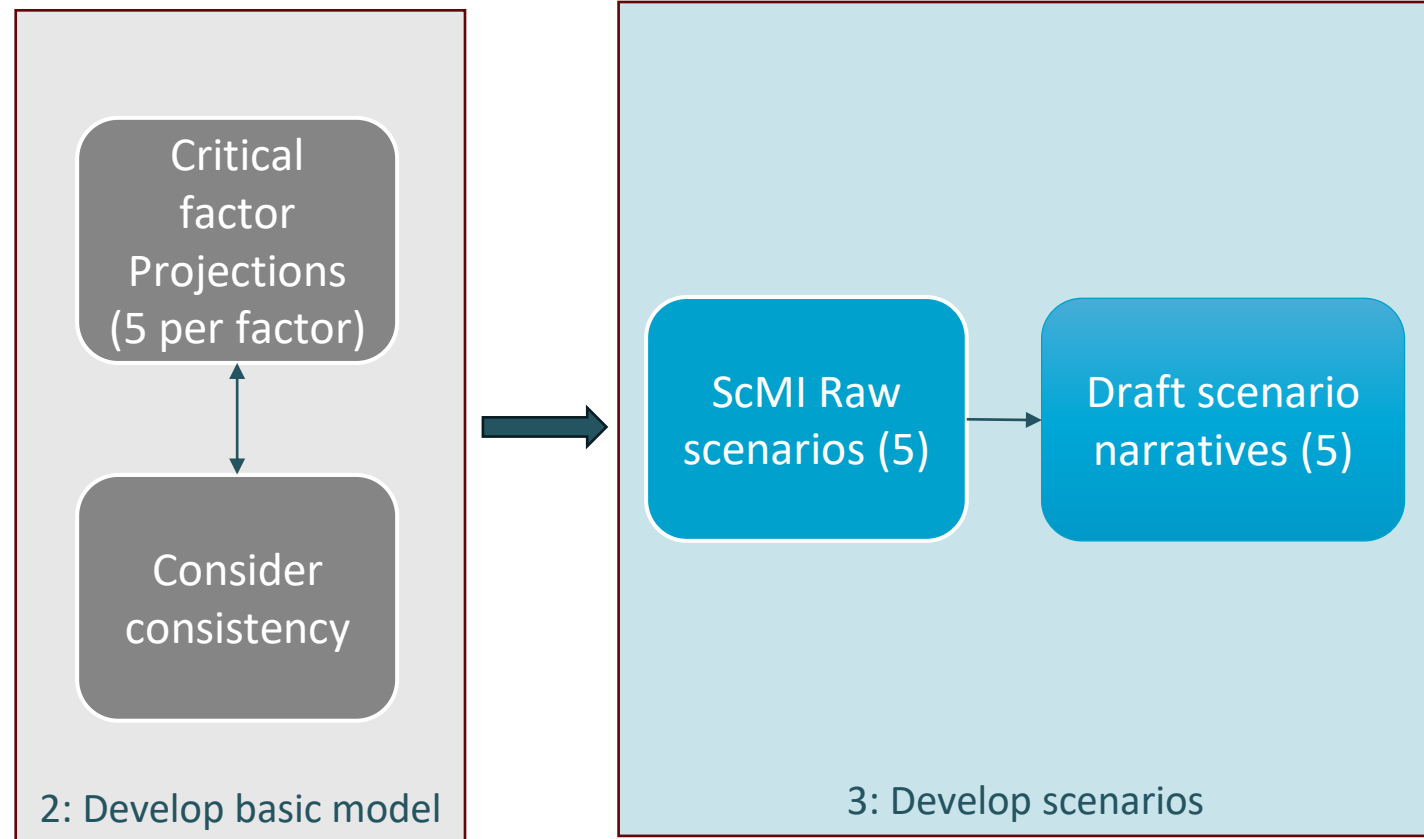 Critical
factor
Projections
(5 per factor)
Consider
consistency
2: Develop basic model
ScMI Raw
scenarios (5)
Draft scenario
narratives (5)
3: Develop scenarios